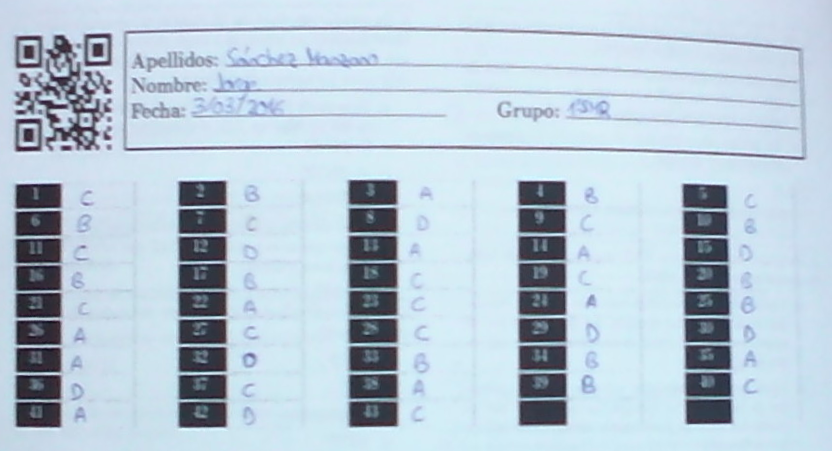 Apellidos: Sánchez Manzano
Nombre: Jorge
Fecha: 3/03/2016 Grupo: 1SMR
1 C 2 B 3 A 4 B 5 C
6 B 7 C 8 D 9 C 10 B
11 C 12 D 13 A 14 A 15 D
16 B 17 B 18 C 19 C 20 B
21 C 22 A 23 C 24 A 25 B
26 A 27 C 28 C 29 D 30 D
31 A 32 D 33 B 34 B 35 A
36 D 37 C 38 A 39 B 40 C
41 A 42 D 43 C